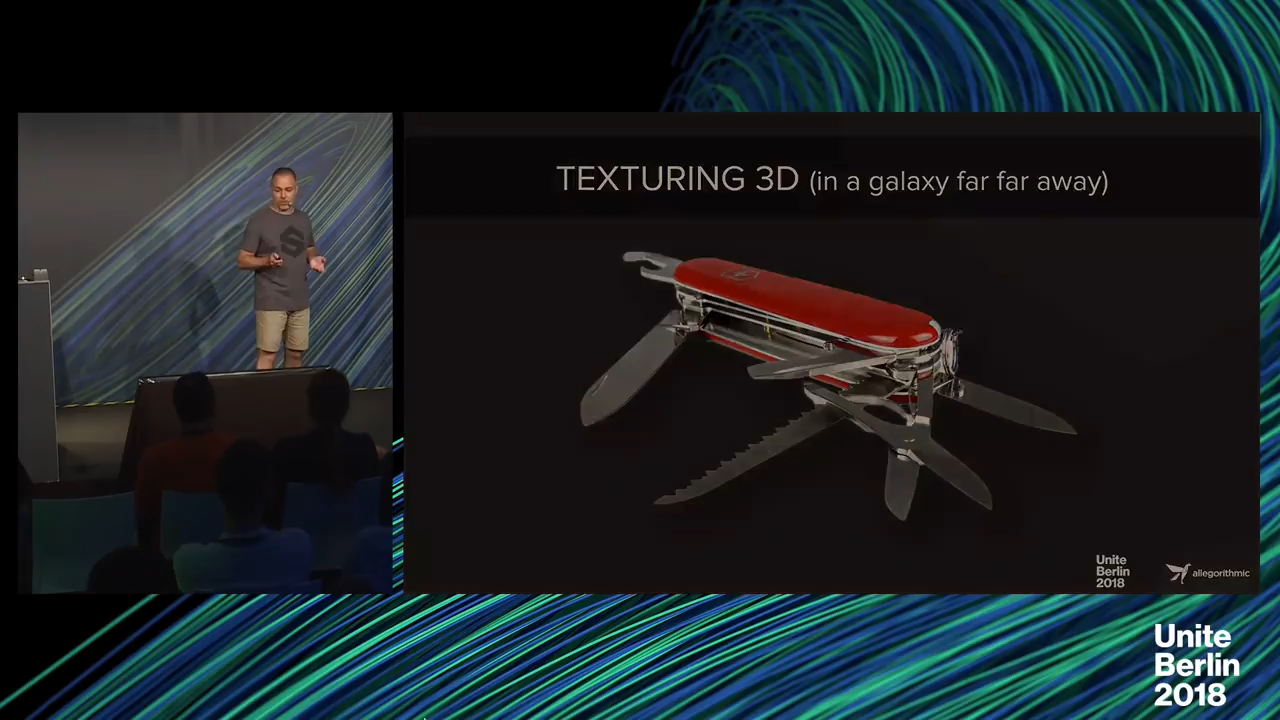 TEXTURING 3D (in a galaxy far far away)
Unite
Berlin
2018
allegorithmic
Unite
Berlin
2018